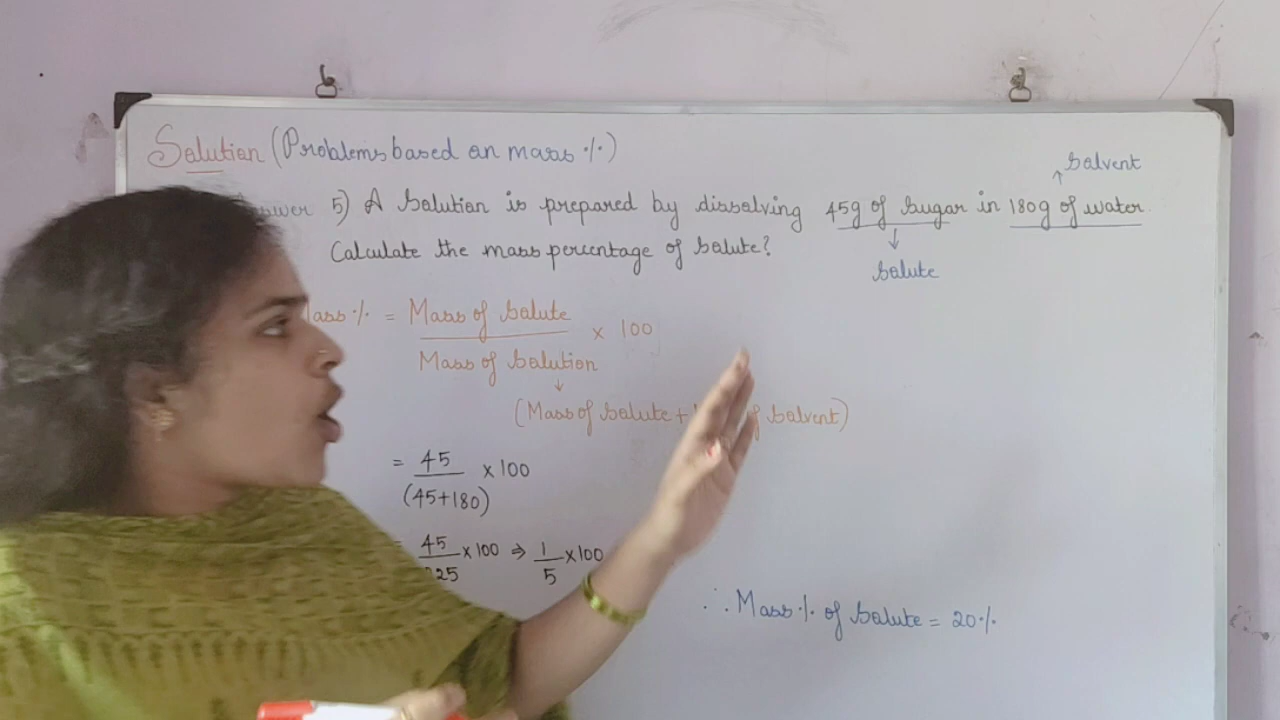 Solution (Problems based on mass %)
Solvent
5) A Solution is prepared by dissolving 45g of Sugar in 180g of water.
Calculate the mass percentage of Solute?
Solute
% = Mass of Solute / Mass of Solution × 100
(Mass of Solute + of Solvent)
= 45 / (45+180) × 100
45 / × 100 ⇒ 1 / 5 × 100
∴ Mass % of Solute = 20%